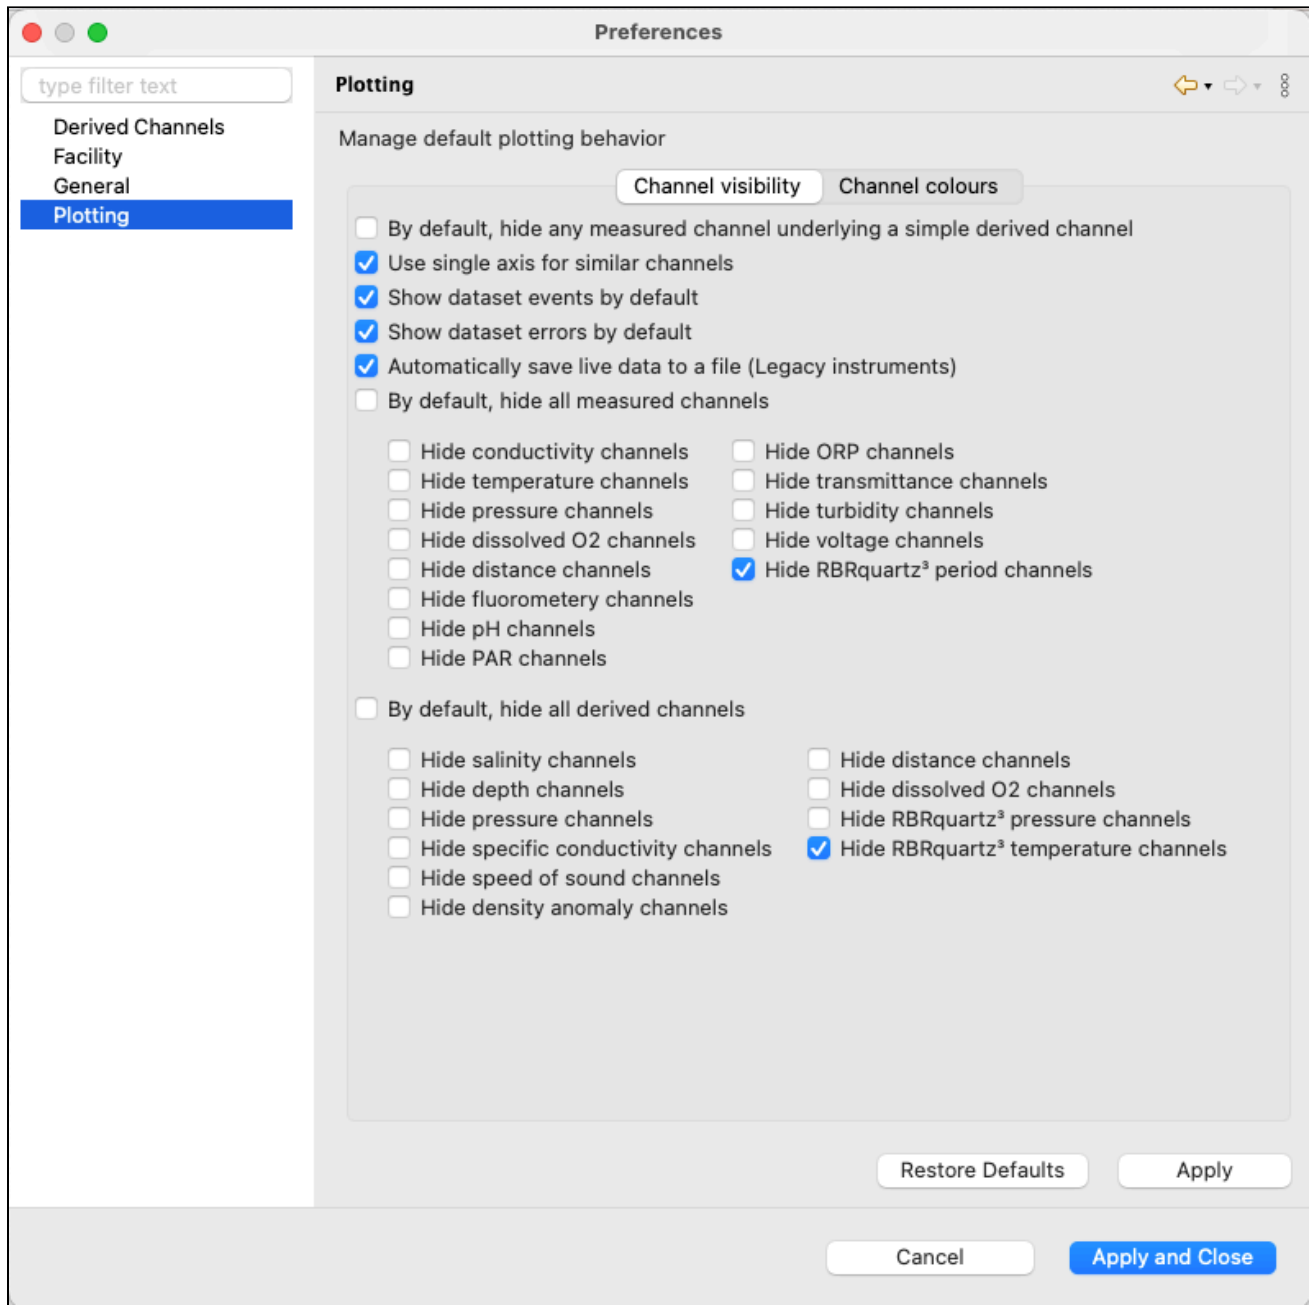 Preferences
type filter text
Derived Channels
Facility
General
Plotting
Plotting
Manage default plotting behavior
Channel visibility
Channel colours
By default, hide any measured channel underlying a simple derived channel
Use single axis for similar channels
Show dataset events by default
Show dataset errors by default
Automatically save live data to a file (Legacy instruments)
By default, hide all measured channels
Hide conductivity channels
Hide temperature channels
Hide pressure channels
Hide dissolved O2 channels
Hide distance channels
Hide fluorometery channels
Hide pH channels
Hide PAR channels
Hide ORP channels
Hide transmittance channels
Hide turbidity channels
Hide voltage channels
Hide RBRquartz³ period channels
By default, hide all derived channels
Hide salinity channels
Hide depth channels
Hide pressure channels
Hide specific conductivity channels
Hide speed of sound channels
Hide density anomaly channels
Hide distance channels
Hide dissolved O2 channels
Hide RBRquartz³ pressure channels
Hide RBRquartz³ temperature channels
Restore Defaults
Apply
Cancel
Apply and Close